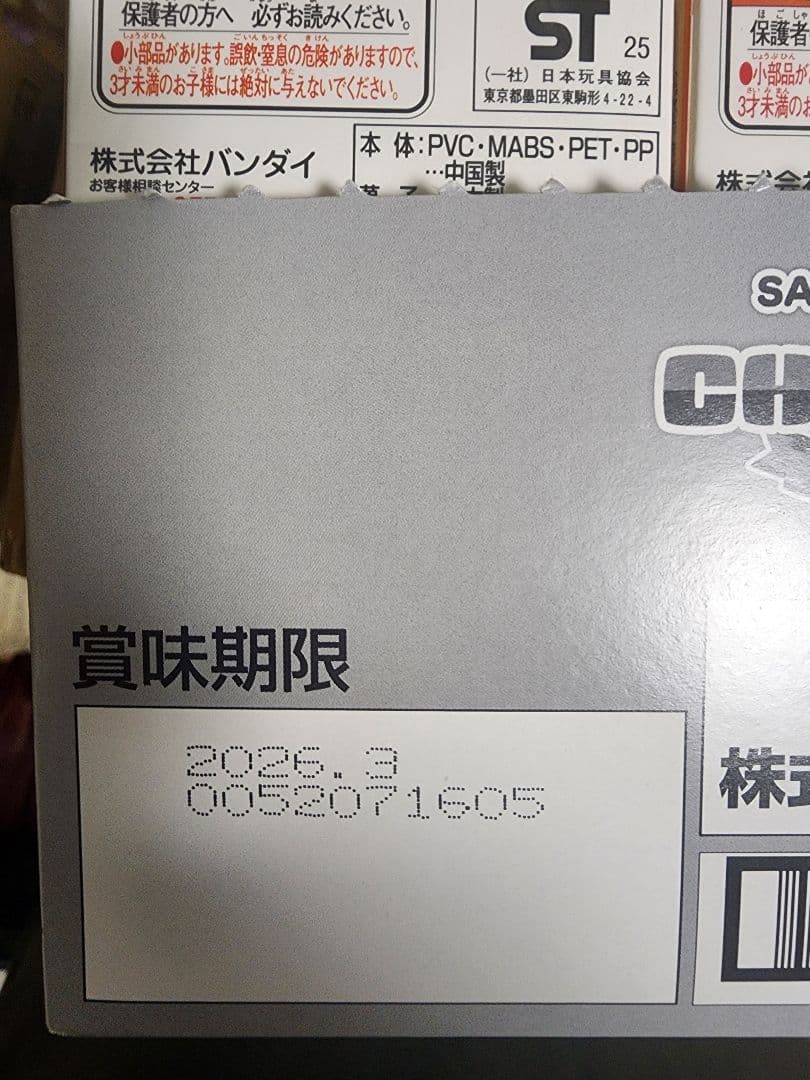 保護者の方へ 必ずお読みください。
●小部品があります。誤飲・窒息の危険がありますので、
3才未満のお子様には絶対に与えないでください。
ST 25
(一社)日本玩具協会
東京都墨田区東駒形4-22-4
株式会社バンダイ
お客様相談センター
本 体:PVC・MABS・PET・PP
…中国製
保護者
●小部品が
3才未満のお
SA
CH
賞味期限
2026.3
0052071605
株式